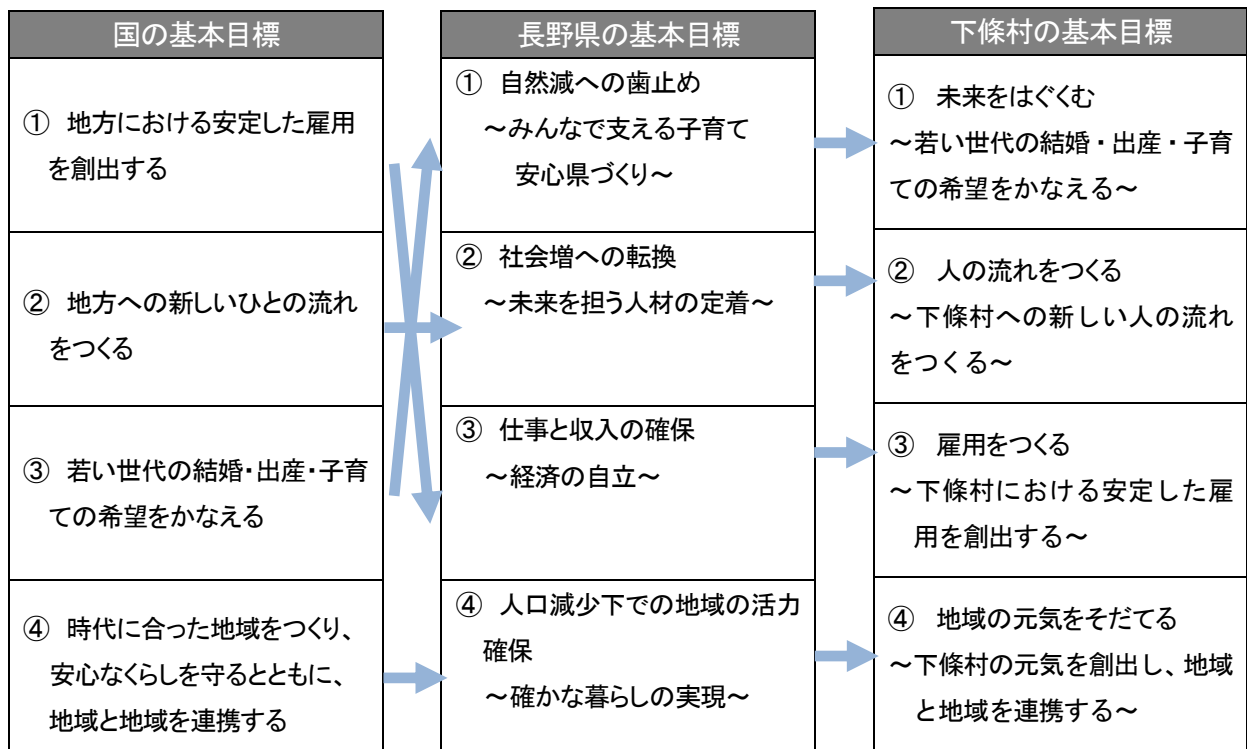 国の基本目標
① 地方における安定した雇用
を創出する
② 地方への新しいひとの流れ
をつくる
③ 若い世代の結婚・出産・子育
ての希望をかなえる
④ 時代に合った地域をつくり、
安心なくらしを守るとともに、
地域と地域を連携する
長野県の基本目標
① 自然減への歯止め
～みんなで支える子育て
安心県づくり～
② 社会増への転換
～未来を担う人材の定着～
③ 仕事と収入の確保
～経済の自立～
④ 人口減少下での地域の活力
確保
～確かな暮らしの実現～
下條村の基本目標
① 未来をはぐくむ
～若い世代の結婚・出産・子育
ての希望をかなえる～
② 人の流れをつくる
～下條村への新しい人の流れ
をつくる～
③ 雇用をつくる
～下條村における安定した雇
用を創出する～
④ 地域の元気をそだてる
～下條村の元気を創出し、地域
と地域を連携する～